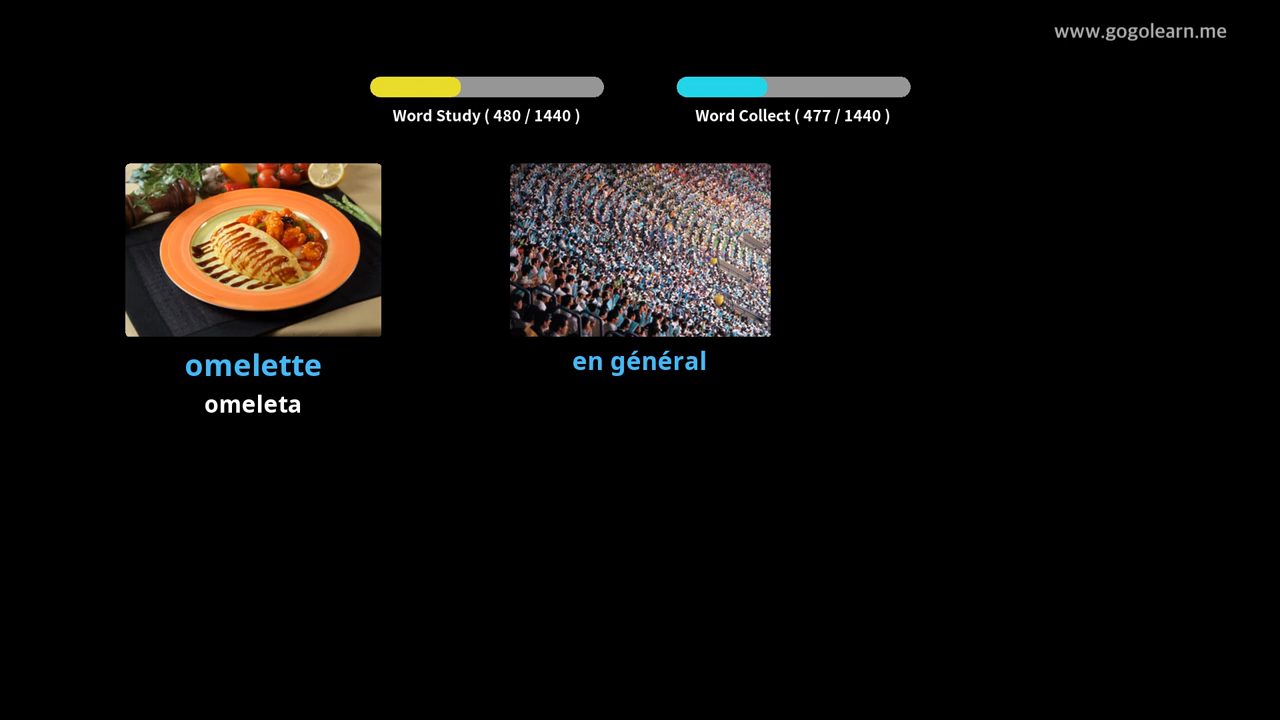 www.gogolearn.me
Word Study ( 480 / 1440 )
Word Collect ( 477 / 1440 )
omelette
omeleta
en général